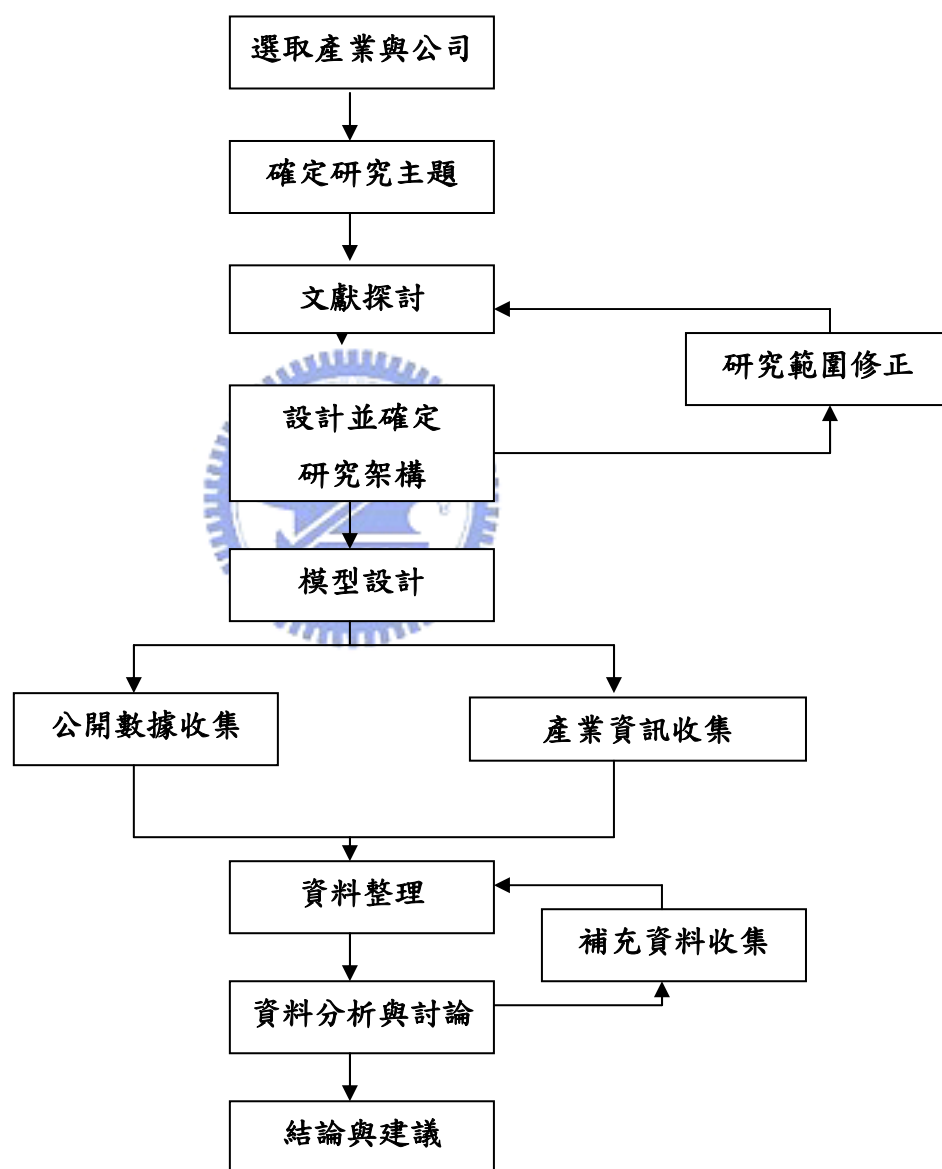 選取產業與公司
確定研究主題
文獻探討
研究範圍修正
設計並確定
研究架構
模型設計
公開數據收集
產業資訊收集
資料整理
補充資料收集
資料分析與討論
結論與建議